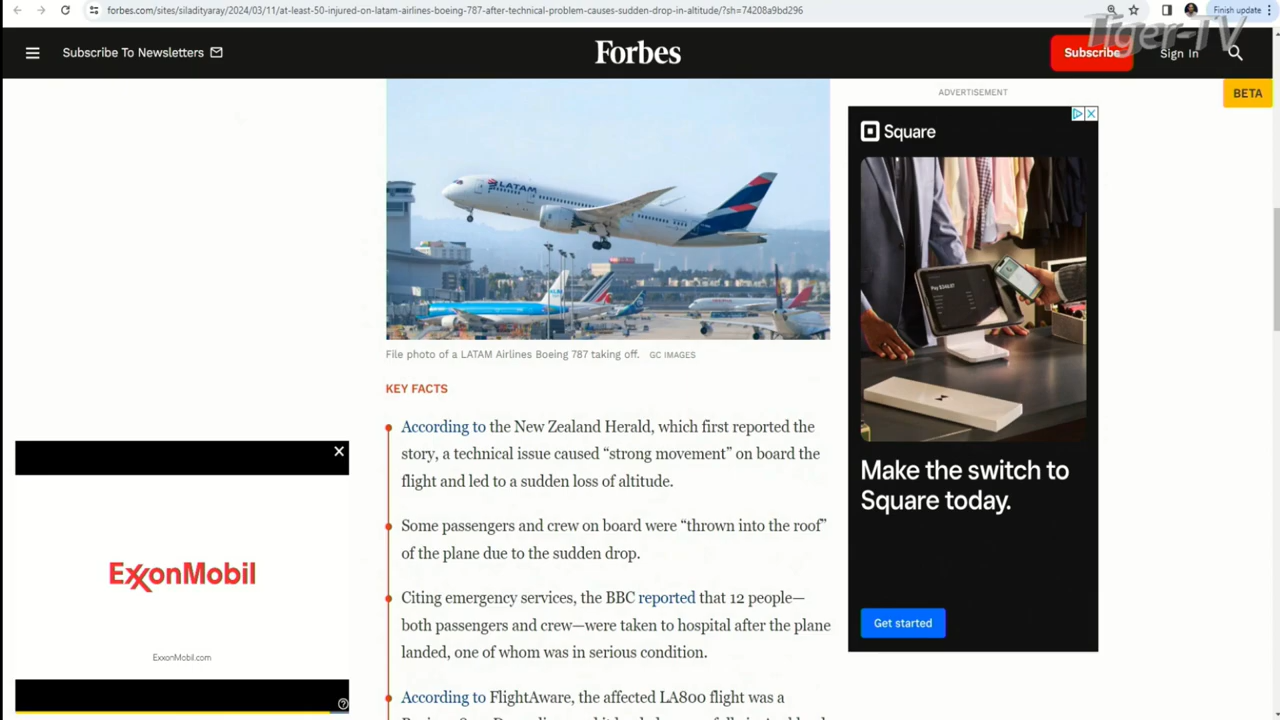 forbes.com/sites/siladityaray/2024/03/11/at-least-50-injured-on-latam-airlines-boeing-787-after-technical-problem-causes-sudden-drop-in-altitude/?sh=74208a9bd296
Finish update
Tiger-TV
Subscribe To Newsletters
Forbes
Subscribe
Sign In
BETA
ADVERTISEMENT
Square
LATAM
File photo of a LATAM Airlines Boeing 787 taking off. GC IMAGES
KEY FACTS
According to the New Zealand Herald, which first reported the
story, a technical issue caused “strong movement” on board the
flight and led to a sudden loss of altitude.
Some passengers and crew on board were “thrown into the roof”
of the plane due to the sudden drop.
Citing emergency services, the BBC reported that 12 people—
both passengers and crew—were taken to hospital after the plane
landed, one of whom was in serious condition.
According to FlightAware, the affected LA800 flight was a
Make the switch to
Square today.
Get started
ExxonMobil
ExxonMobil.com